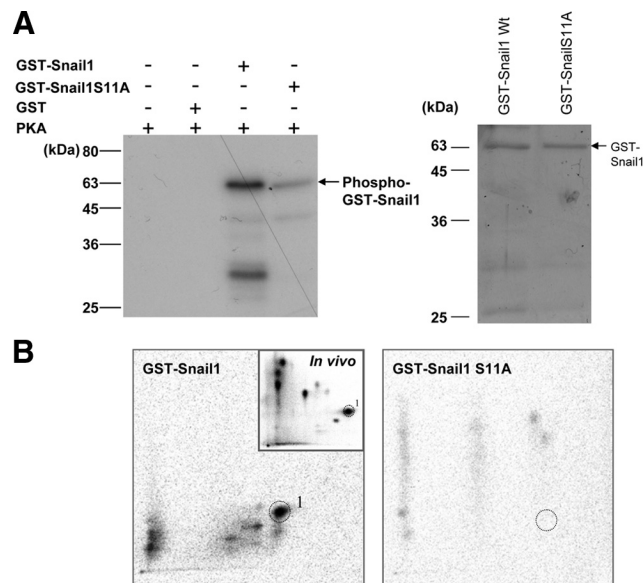 A
GST-Snail1 - - + -
GST-Snail1S11A - - - +
GST - + - -
PKA + + + +
(kDa)
80
63
45
36
25
Phospho-
GST-Snail1
GST-Snail1 Wt
GST-SnailS11A
(kDa)
63
45
36
25
GST-
Snail1
B
GST-Snail1
In vivo
1
1
GST-Snail1 S11A